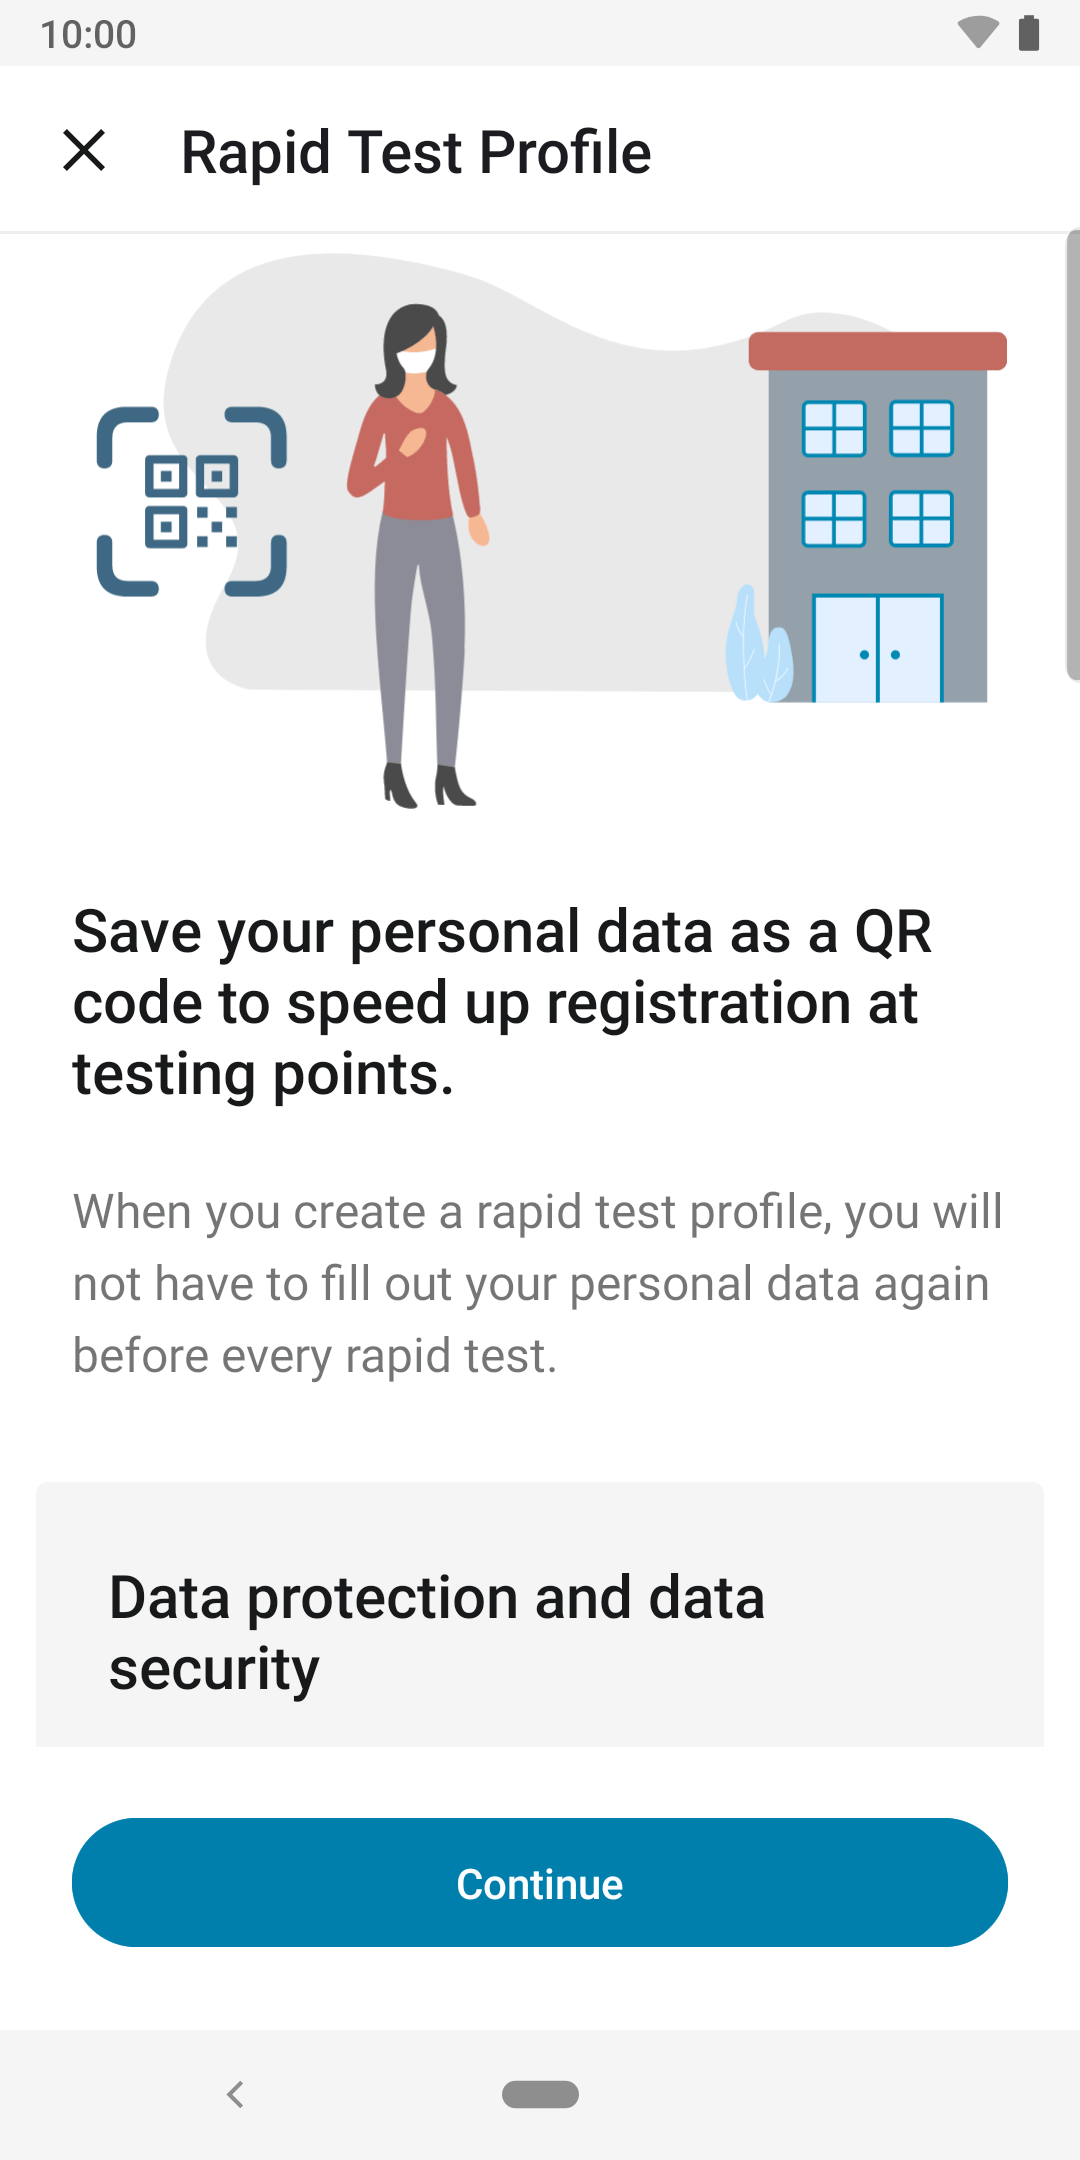 10:00
Rapid Test Profile
Save your personal data as a QR
code to speed up registration at
testing points.
When you create a rapid test profile, you will
not have to fill out your personal data again
before every rapid test.
Data protection and data
security
Continue